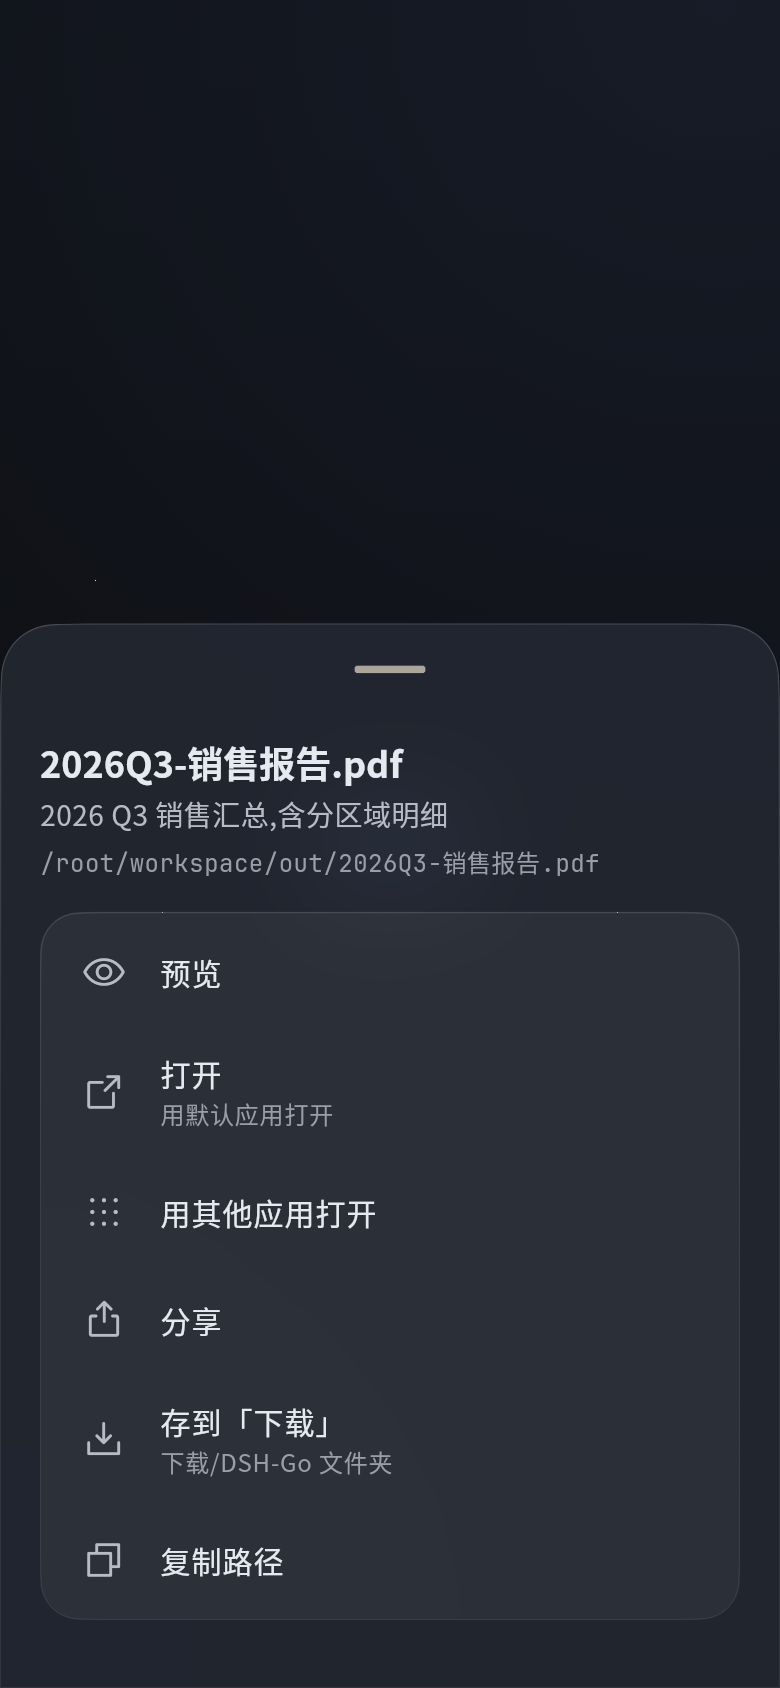 2026Q3-销售报告.pdf
2026 Q3 销售汇总,含分区域明细
/root/workspace/out/2026Q3-销售报告.pdf
预览
打开
用默认应用打开
用其他应用打开
分享
存到「下载」
下载/DSH-Go 文件夹
复制路径